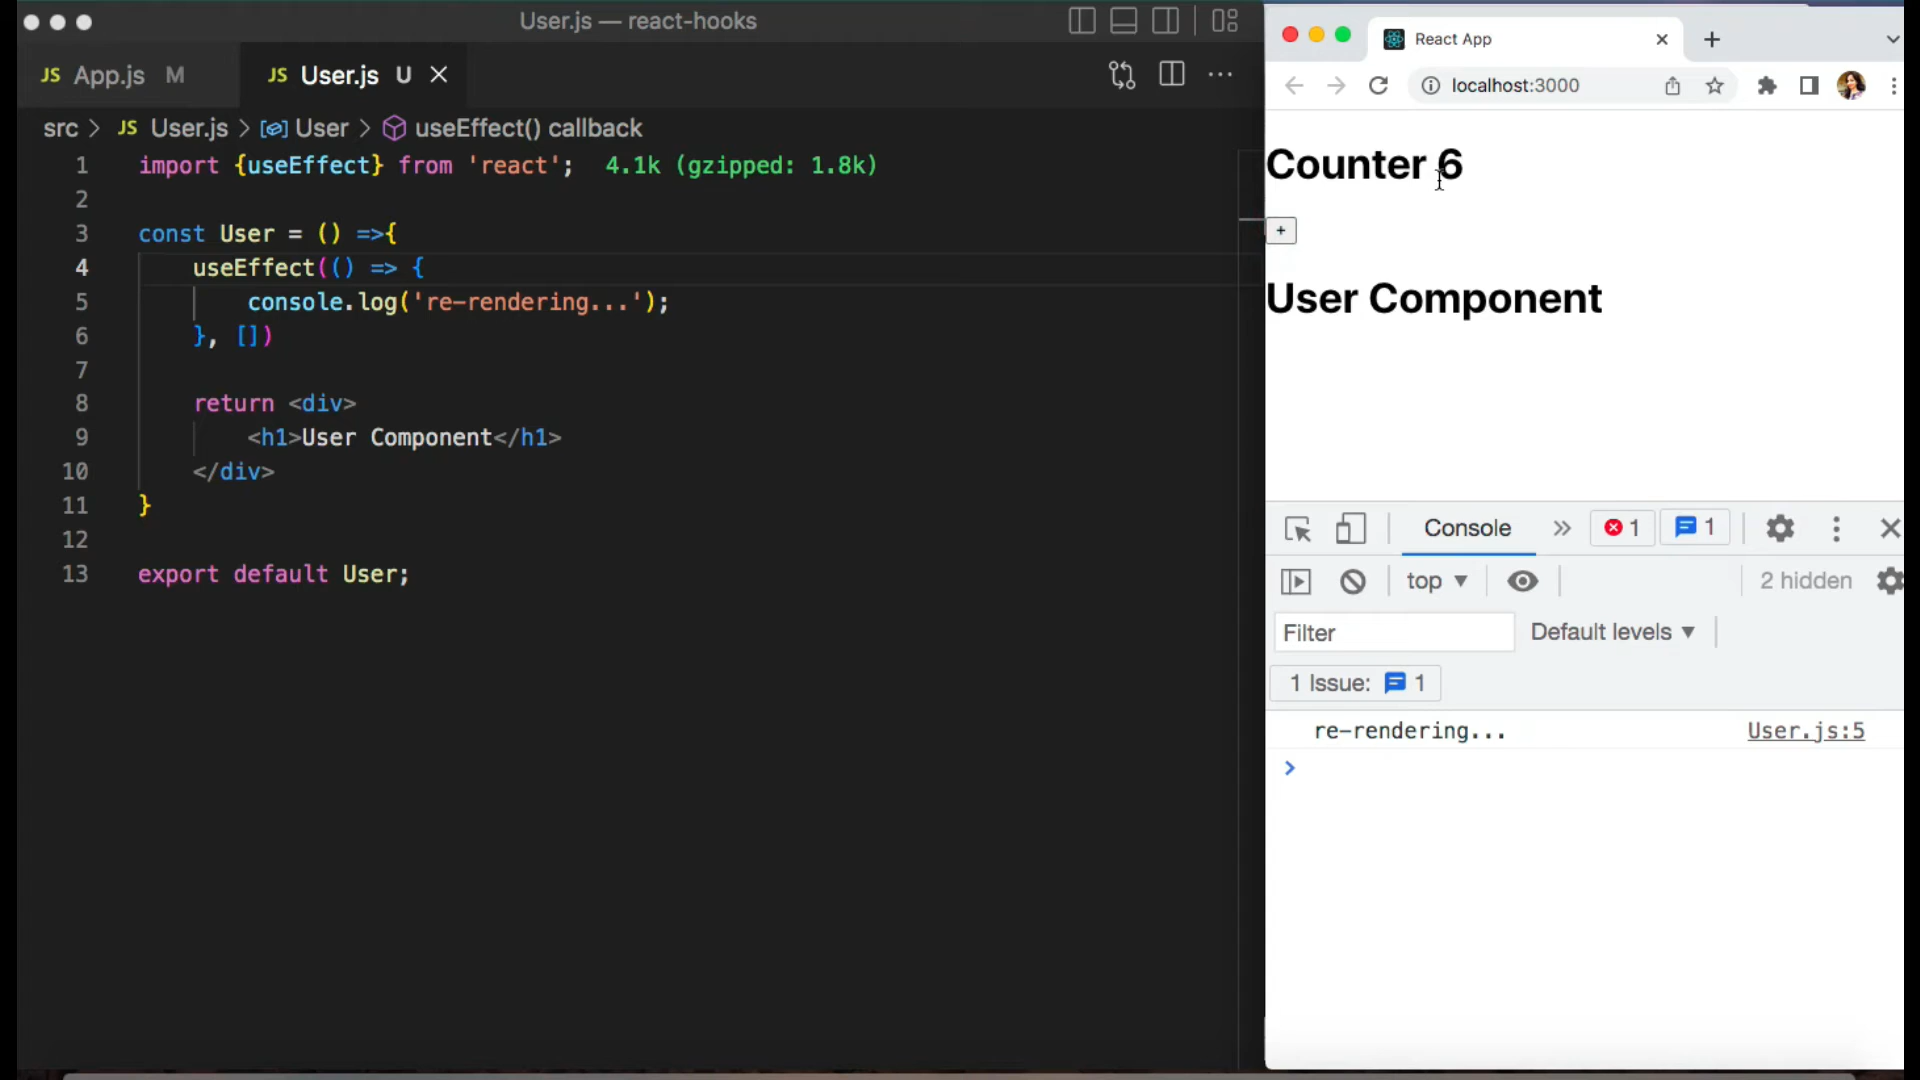 User.js — react-hooks
JS App.js M
JS User.js U
src > JS User.js > User > useEffect() callback
1 import {useEffect} from 'react'; 4.1k (gzipped: 1.8k)
2
3 const User = () =>{
4 useEffect(() => {
5 console.log('re-rendering...');
6 }, [])
7
8 return <div>
9 <h1>User Component</h1>
10 </div>
11 }
12
13 export default User;
React App
localhost:3000
Counter 6
+
User Component
Console » 1 1
top ▼ 2 hidden
Filter Default levels ▼
1 Issue: 1
re-rendering... User.js:5
>